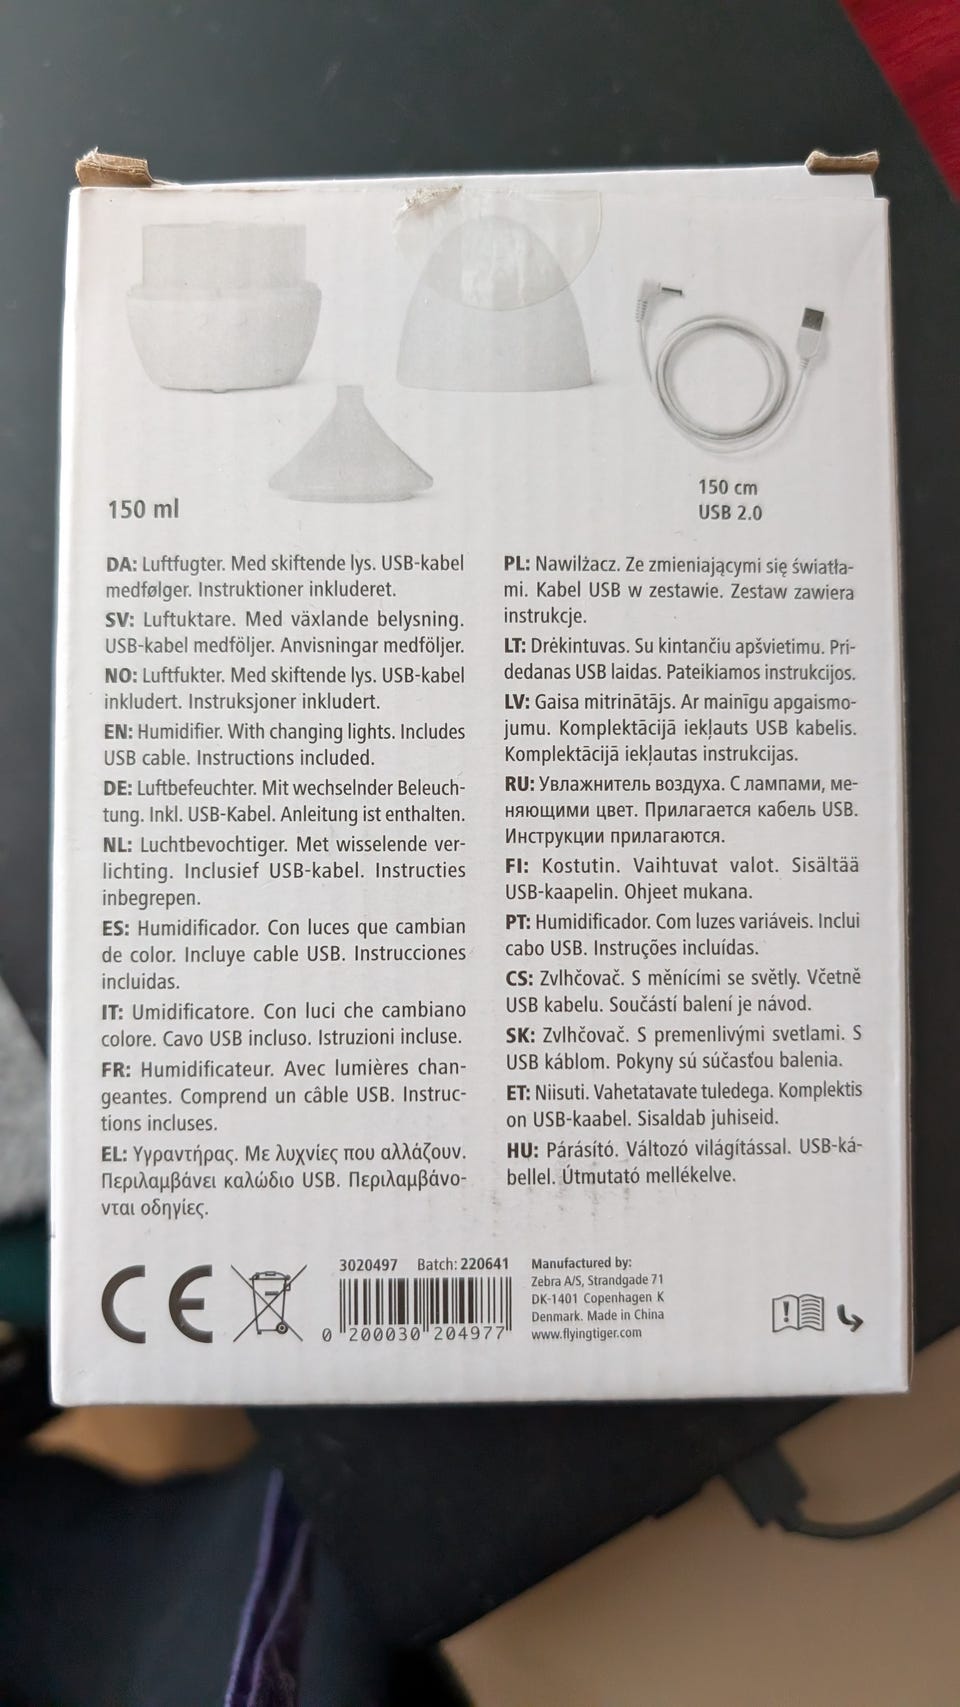 150 ml
150 cm
USB 2.0
DA: Luftfugter. Med skiftende lys. USB-kabel
medfølger. Instruktioner inkluderet.
SV: Luftuktare. Med växlande belysning.
USB-kabel medföljer. Anvisningar medföljer.
NO: Luftfukter. Med skiftende lys. USB-kabel
inkludert. Instruksjoner inkludert.
EN: Humidifier. With changing lights. Includes
USB cable. Instructions included.
DE: Luftbefeuchter. Mit wechselnder Beleuch-
tung. Inkl. USB-Kabel. Anleitung ist enthalten.
NL: Luchtbevochtiger. Met wisselende ver-
lichting. Inclusief USB-kabel. Instructies
inbegrepen.
ES: Humidificador. Con luces que cambian
de color. Incluye cable USB. Instrucciones
incluidas.
IT: Umidificatore. Con luci che cambiano
colore. Cavo USB incluso. Istruzioni incluse.
FR: Humidificateur. Avec lumières chan-
geantes. Comprend un câble USB. Instruc-
tions incluses.
EL: Υγραντήρας. Με λυχνίες που αλλάζουν.
Περιλαμβάνει καλώδιο USB. Περιλαμβάνο-
νται οδηγίες.
PL: Nawilżacz. Ze zmieniającymi się światła-
mi. Kabel USB w zestawie. Zestaw zawiera
instrukcje.
LT: Drėkintuvas. Su kintančiu apšvietimu. Pri-
dedanas USB laidas. Pateikiamos instrukcijos.
LV: Gaisa mitrinātājs. Ar mainīgu apgaismo-
jumu. Komplektācijā iekļauts USB kabelis.
Komplektācijā iekļautas instrukcijas.
RU: Увлажнитель воздуха. С лампами, ме-
няющими цвет. Прилагается кабель USB.
Инструкции прилагаются.
FI: Kostutin. Vaihtuvat valot. Sisältää
USB-kaapelin. Ohjeet mukana.
PT: Humidificador. Com luzes variáveis. Inclui
cabo USB. Instruções incluídas.
CS: Zvlhčovač. S měnícími se světly. Včetně
USB kabelu. Součástí balení je návod.
SK: Zvlhčovač. S premenlivými svetlami. S
USB káblom. Pokyny sú súčasťou balenia.
ET: Niisuti. Vahetatavate tuledega. Komplektis
on USB-kaabel. Sisaldab juhiseid.
HU: Párásító. Változó világítással. USB-ká-
bellel. Útmutató mellékelve.
CE
3020497 Batch: 220641
0 200030 204977
Manufactured by:
Zebra A/S, Strandgade 71
DK-1401 Copenhagen K
Denmark. Made in China
www.flyingtiger.com